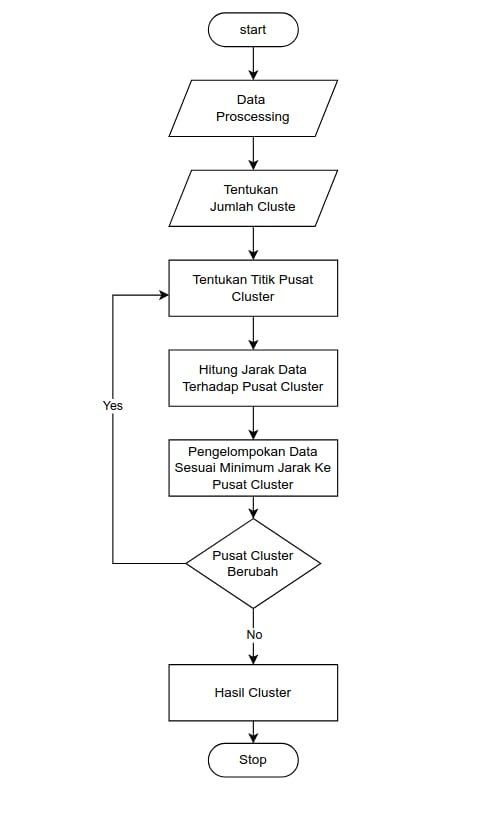 start
Data
Proscessing
Tentukan
Jumlah Cluste
Tentukan Titik Pusat
Cluster
Hitung Jarak Data
Terhadap Pusat Cluster
Yes
Pengelompokan Data
Sesuai Minimum Jarak Ke
Pusat Cluster
Pusat Cluster
Berubah
No
Hasil Cluster
Stop